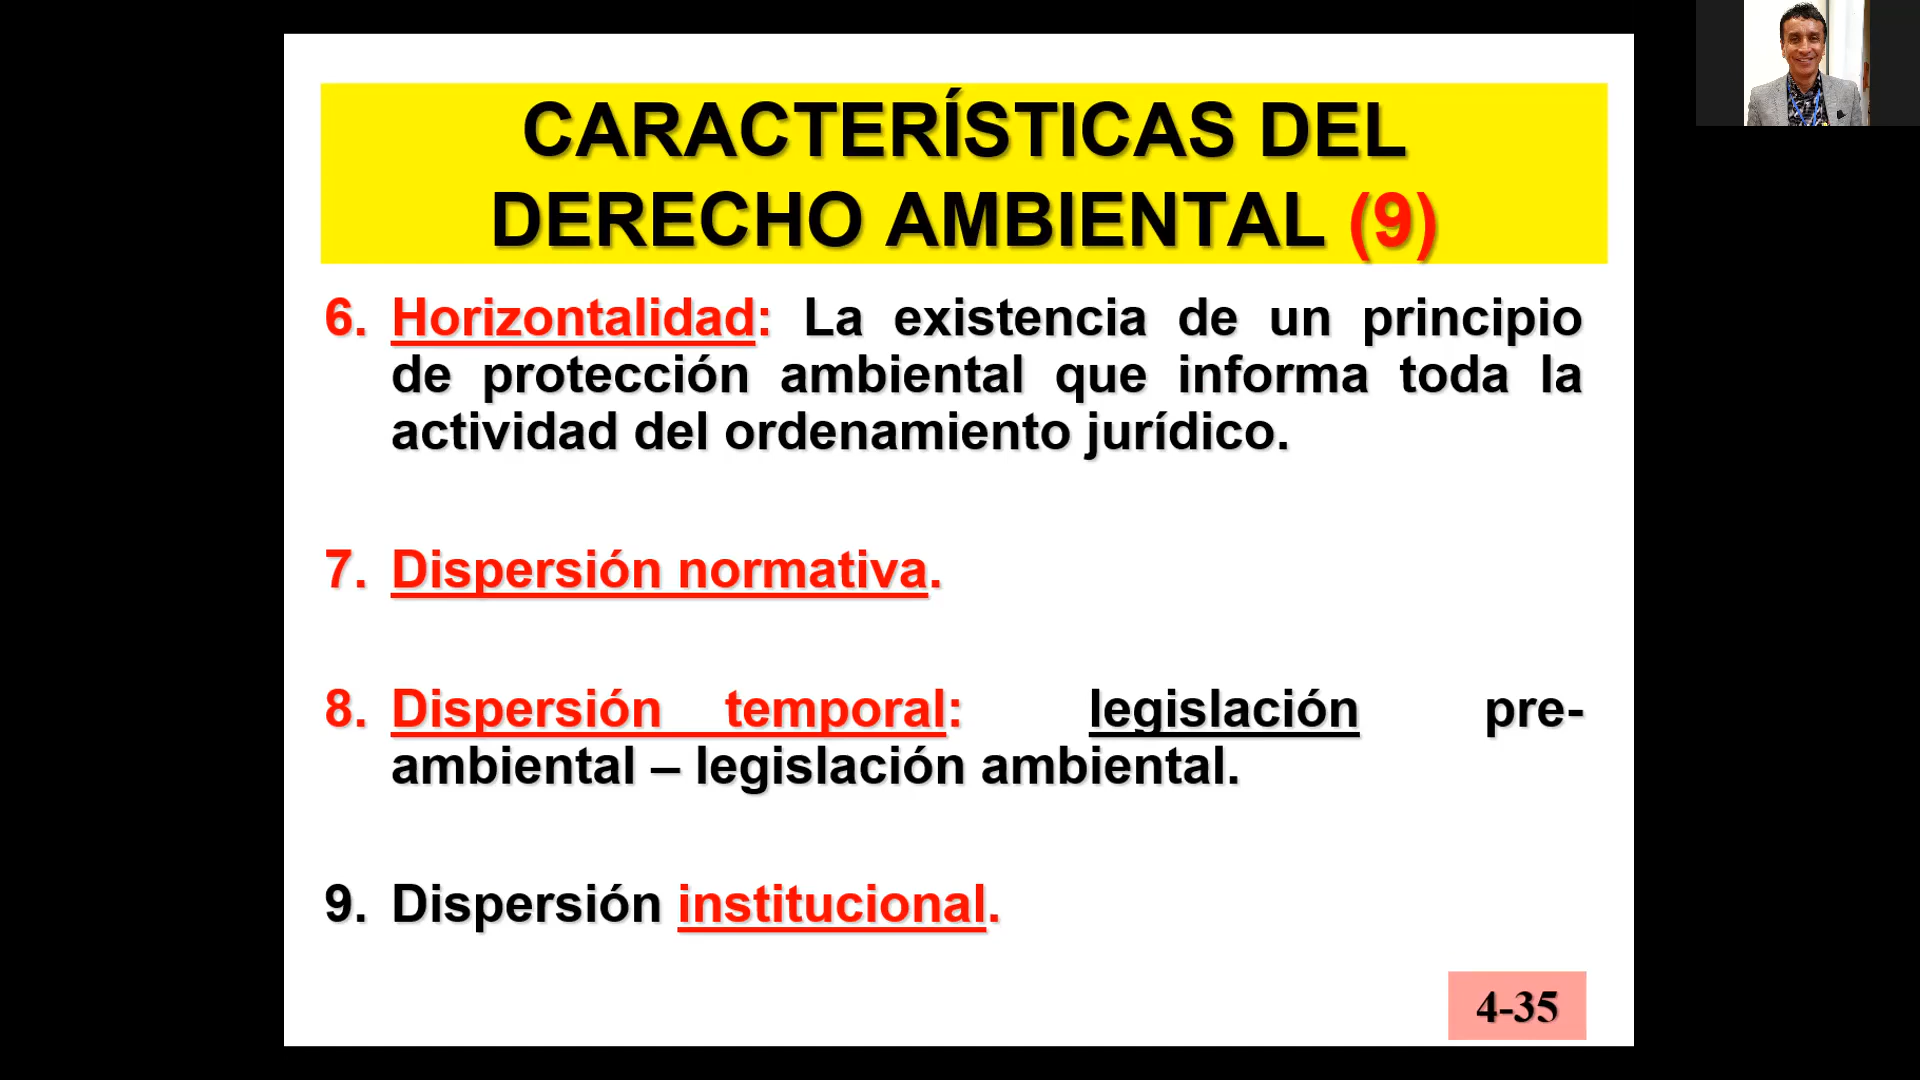 CARACTERÍSTICAS DEL
DERECHO AMBIENTAL (9)
6. Horizontalidad: La existencia de un principio
de protección ambiental que informa toda la
actividad del ordenamiento jurídico.
7. Dispersión normativa.
8. Dispersión temporal: legislación pre-
ambiental – legislación ambiental.
9. Dispersión institucional.
4-35